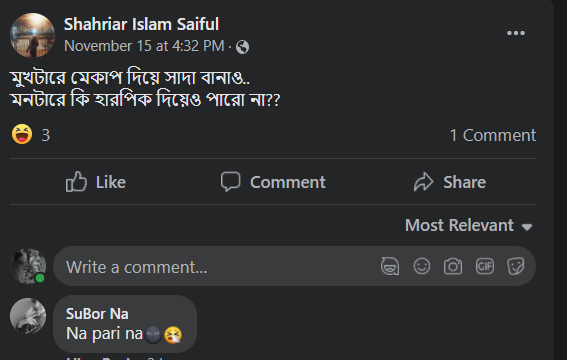 Shahriar Islam Saiful
November 15 at 4:32 PM ·
মুখটারে মেকাপ দিয়ে সাদা বানাও..
মনটারে কি হারপিক দিয়েও পারো না??
3
1 Comment
Like
Comment
Share
Most Relevant
Write a comment...
GIF
SuBor Na
Na pari na🌚😤